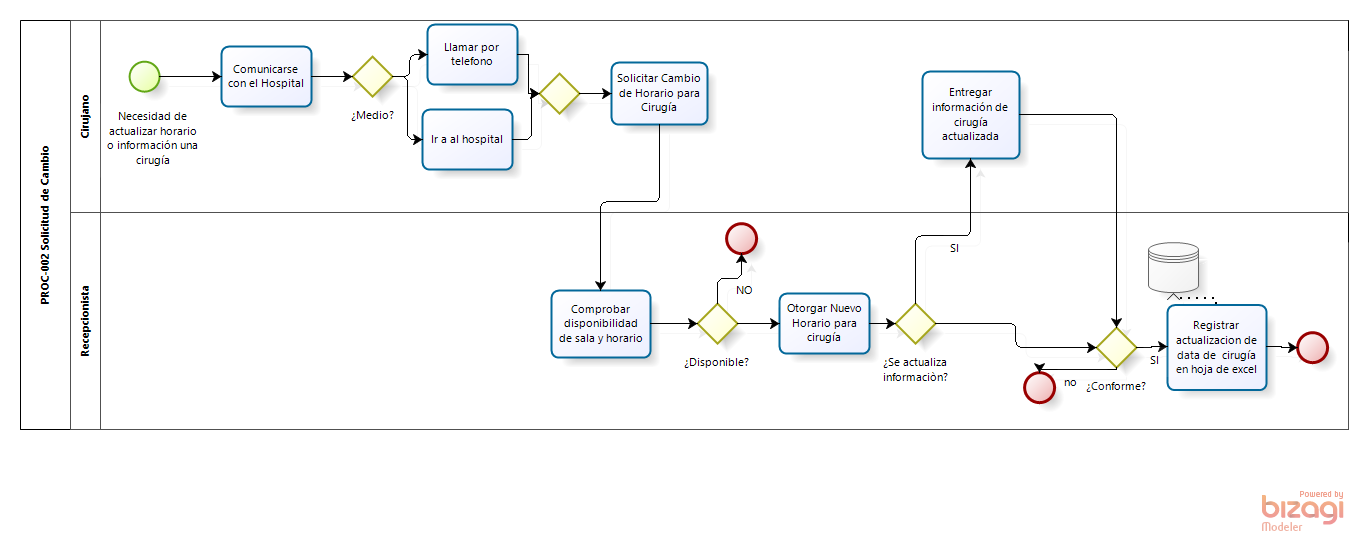 PROC-002 Solicitud de Cambio
Cirujano
Necesidad de
actualizar horario
o información una
cirugía
Comunicarse
con el Hospital
¿Medio?
Llamar por
telefono
Ir a al hospital
Solicitar Cambio
de Horario para
Cirugía
Entregar
información de
cirugía
actualizada
Recepcionista
Comprobar
disponibilidad
de sala y horario
¿Disponible?
NO
Otorgar Nuevo
Horario para
cirugía
¿Se actualiza
informaciòn?
SI
¿Conforme?
no
SI
Registrar
actualizacion de
data de cirugía
en hoja de excel
Powered by
bizagi
Modeler